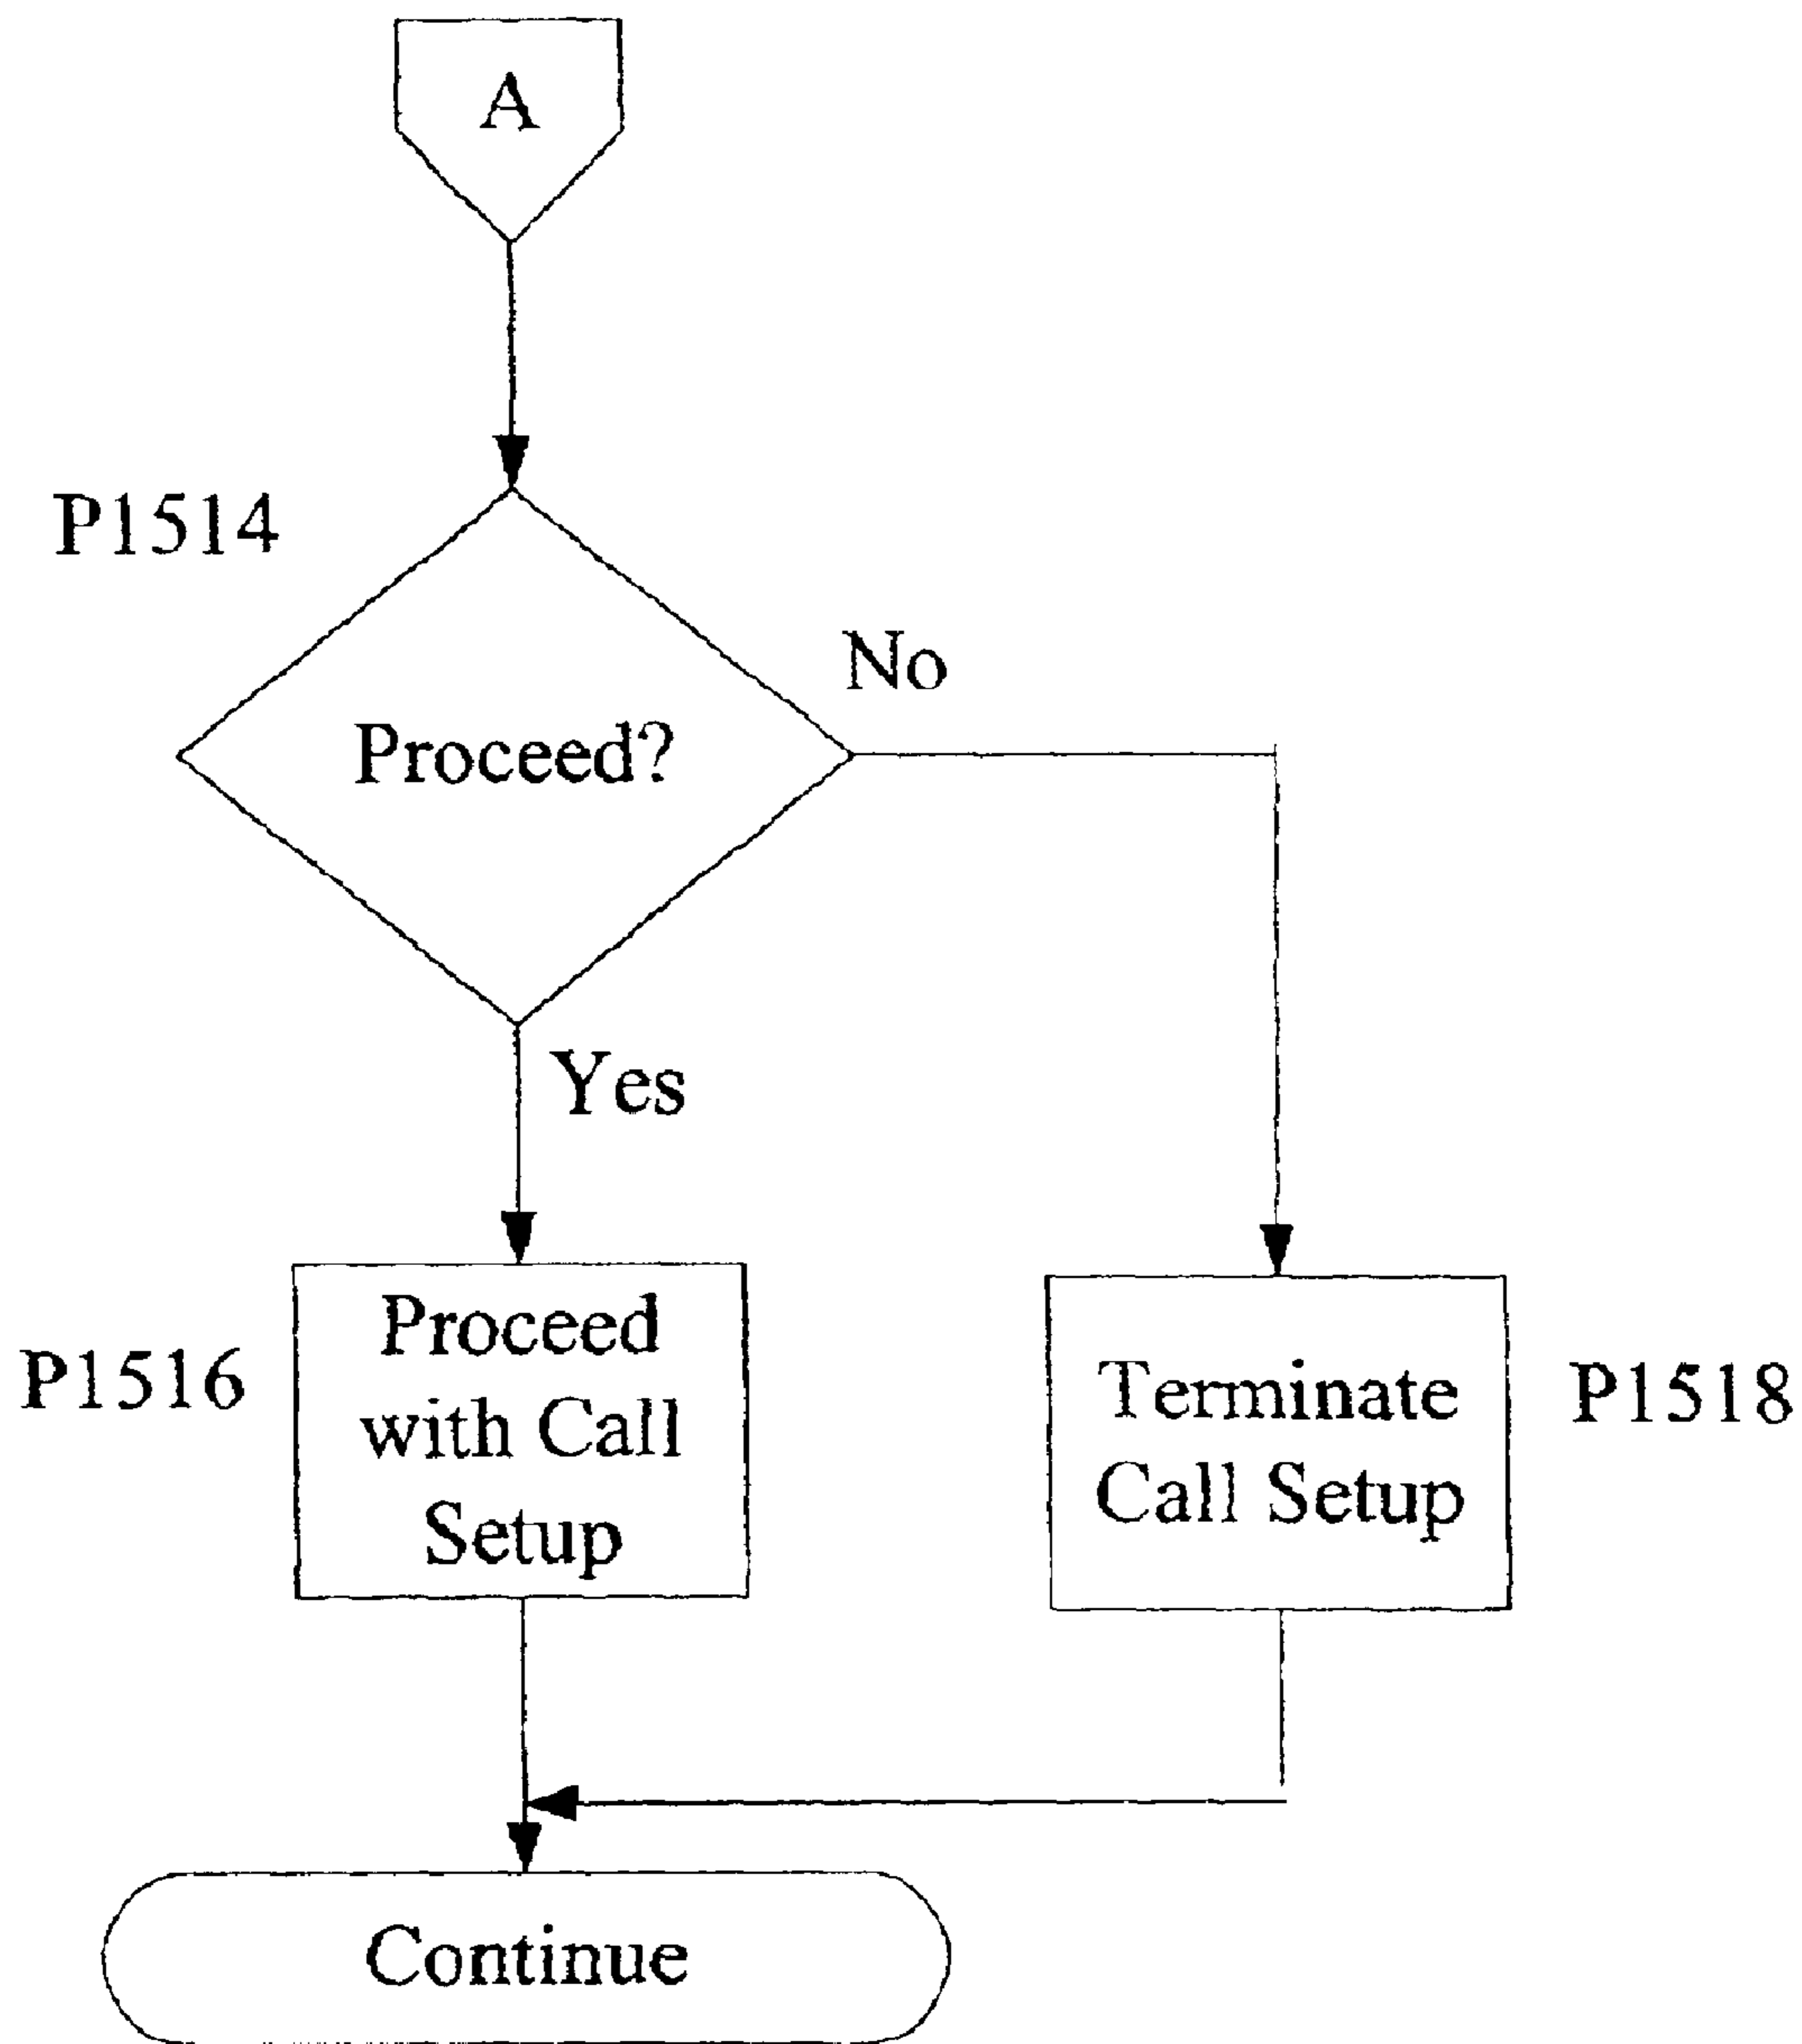 A
P1514
No
Proceed?
Yes
Proceed
with Call
Setup
P1516
Terminate
Call Setup
P1518
Continue